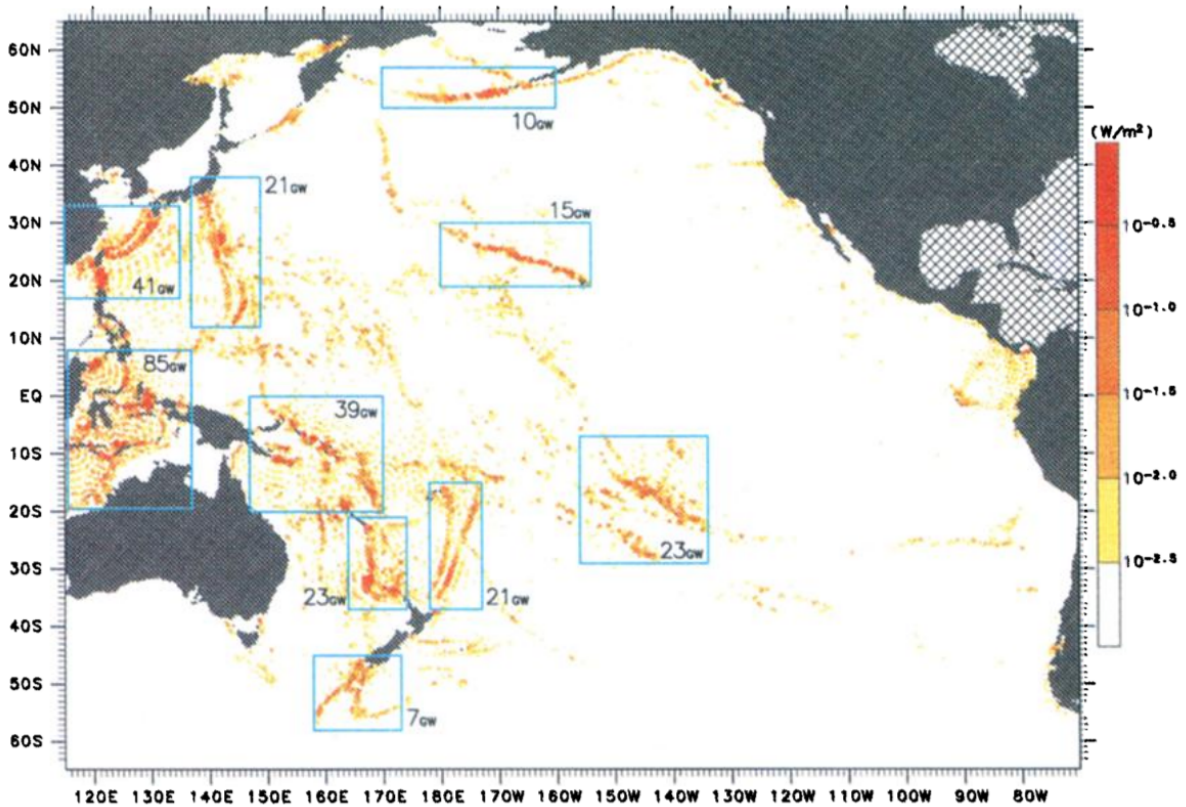 60N
50N
40N
30N
20N
10N
EQ
10S
20S
30S
40S
50S
60S
10GW
21GW
15GW
41GW
85GW
39GW
23GW
23GW
21GW
7GW
(W/m²)
10⁻⁰·⁵
10⁻¹·⁰
10⁻¹·⁵
10⁻²·⁰
10⁻²·⁵
120E 130E 140E 150E 160E 170E 180E 170W 160W 150W 140W 130W 120W 110W 100W 90W 80W